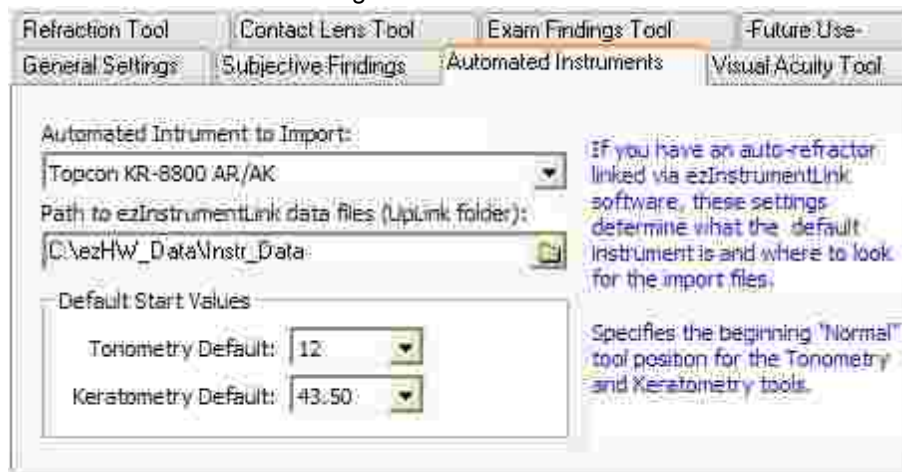 Refraction Tool Contact Lens Tool Exam Findings Tool -Future Use-
General Settings Subjective Findings Automated Instruments Visual Acuity Tool
Automated Intrument to Import:
Topcon KR-8800 AR/AK
Path to ezInstrumentLink data files (UpLink folder):
C:\ezHW_Data\Instr_Data
Default Start Values
Tonometry Default: 12
Keratometry Default: 43.50
If you have an auto-refractor
linked via ezInstrumentLink
software, these settings
determine what the default
instrument is and where to look
for the import files.
Specifies the beginning "Normal"
tool position for the Tonometry
and Keratometry tools.